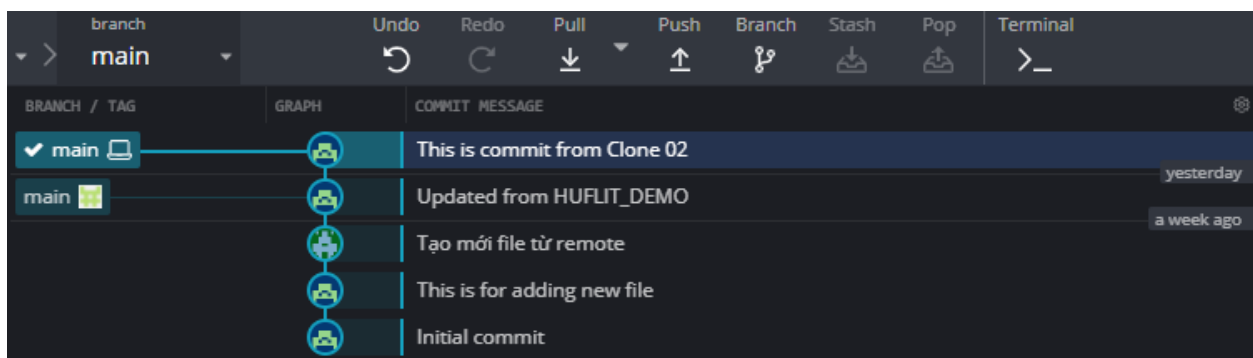 branch
main
Undo
Redo
Pull
Push
Branch
Stash
Pop
Terminal
BRANCH / TAG
GRAPH
COMMIT MESSAGE
main
This is commit from Clone 02
yesterday
main
Updated from HUFLIT_DEMO
a week ago
Tạo mới file từ remote
This is for adding new file
Initial commit